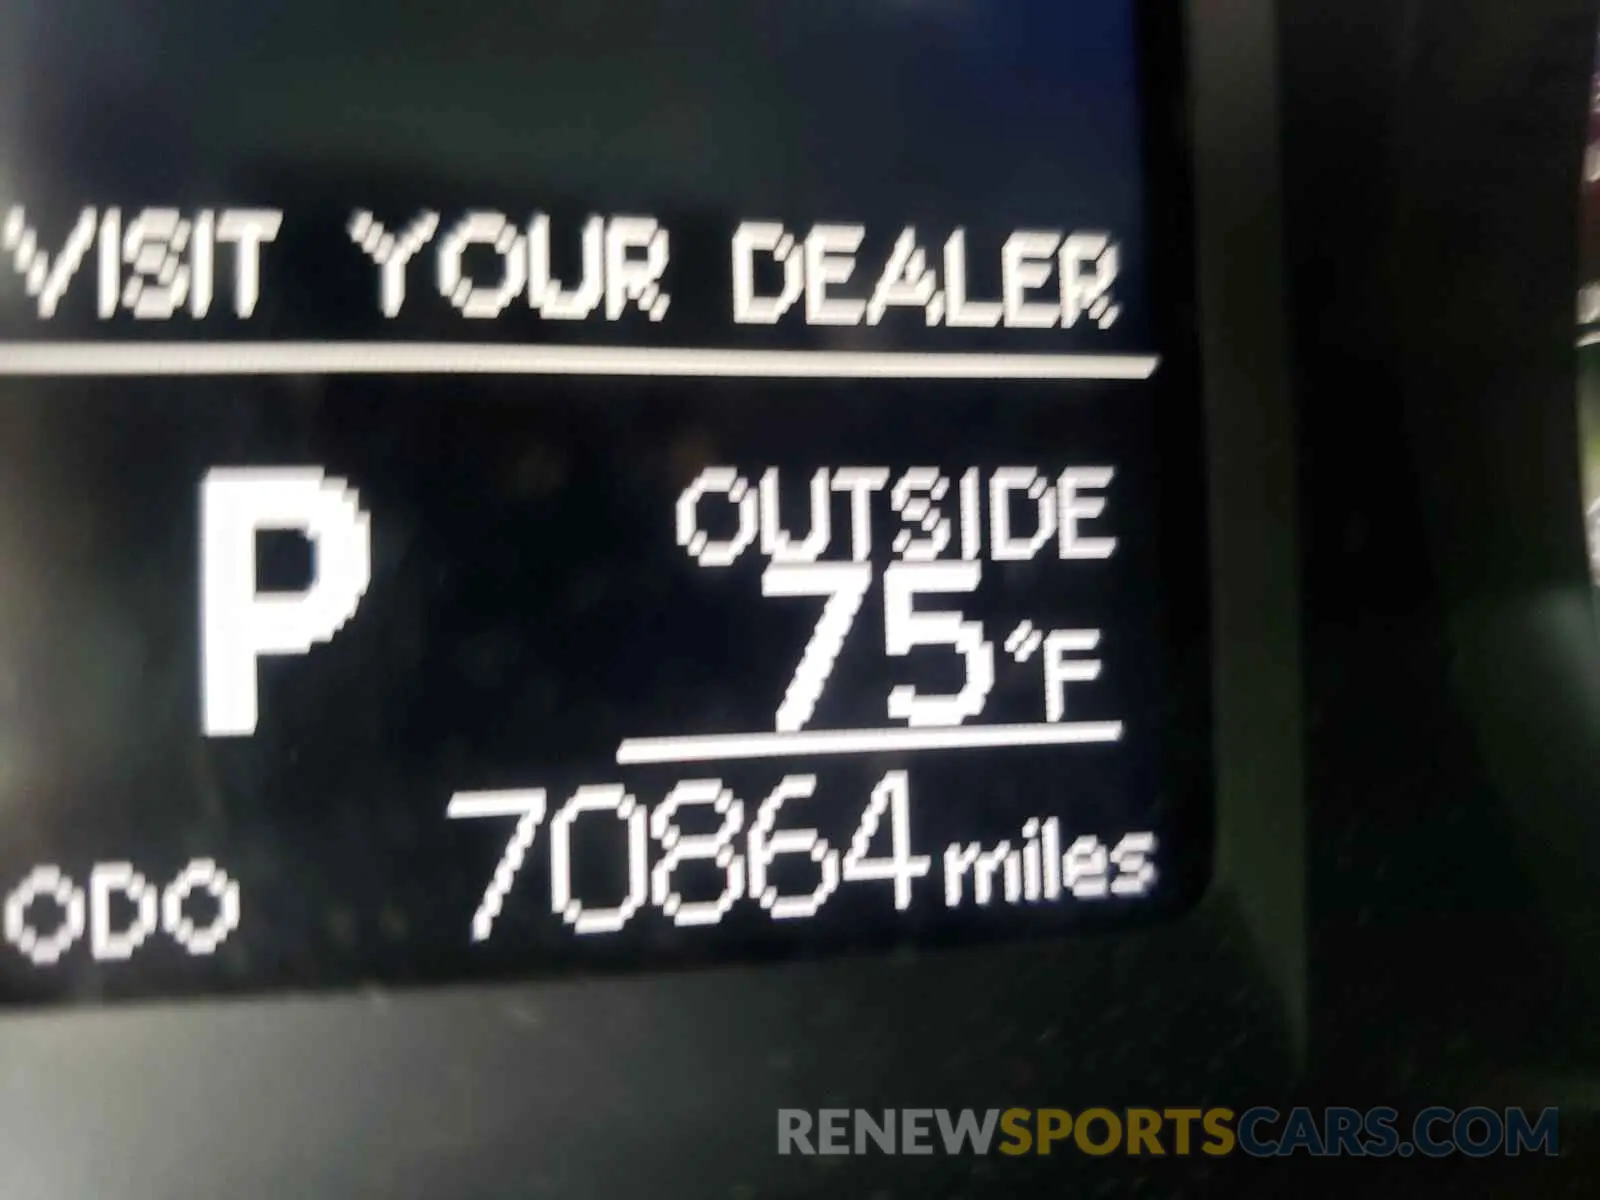 VISIT YOUR DEALER
P
OUTSIDE
75°F
ODO 70864 miles
RENEWSPORTSCARS.COM